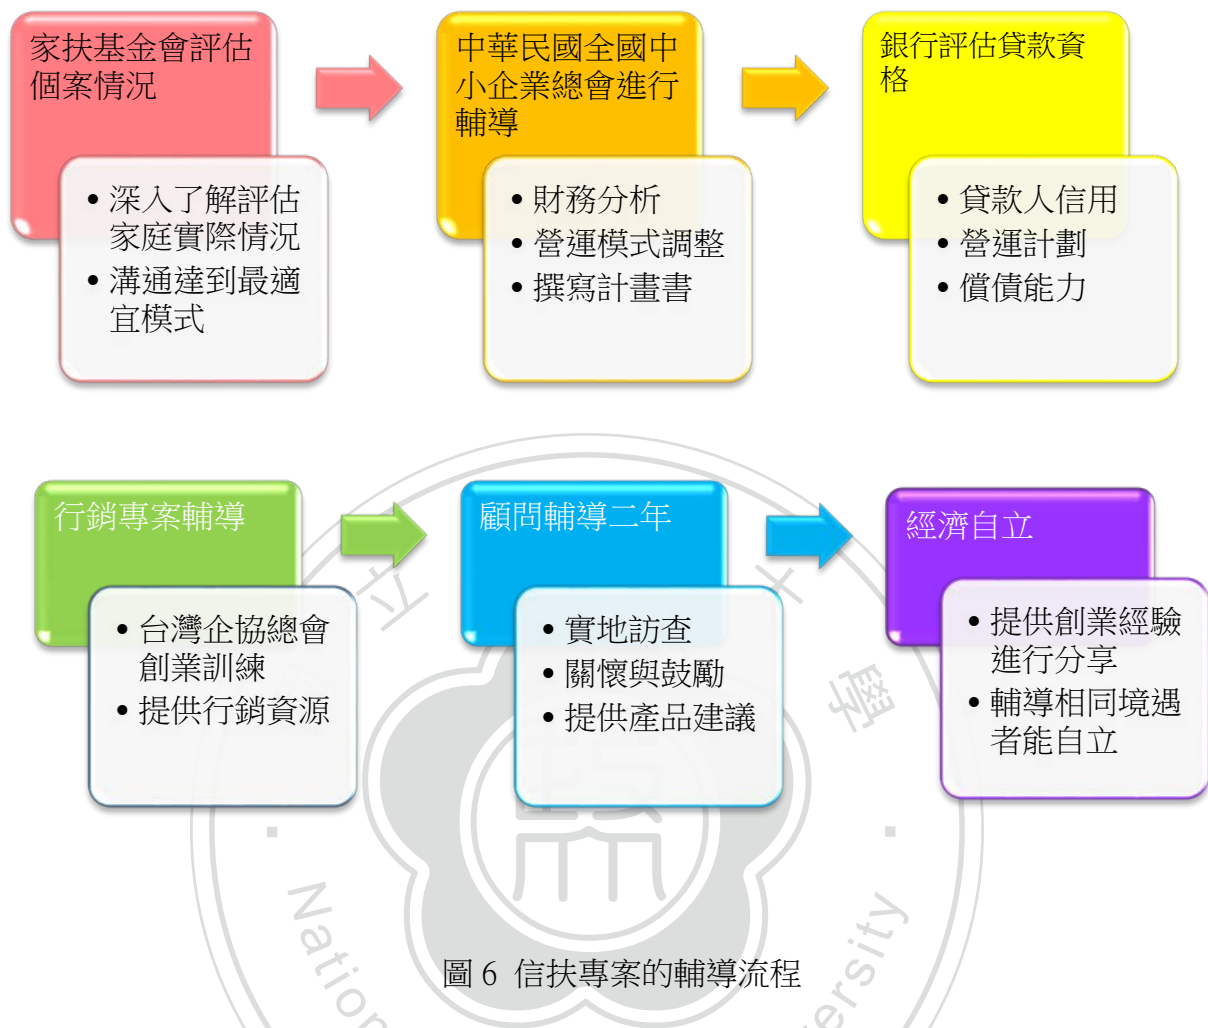 家扶基金會評估
個案情況
• 深入了解評估
家庭實際情況
• 溝通達到最適
宜模式
中華民國全國中
小企業總會進行
輔導
• 財務分析
• 營運模式調整
• 撰寫計畫書
銀行評估貸款資
格
• 貸款人信用
• 營運計劃
• 償債能力
行銷專案輔導
• 台灣企協總會
創業訓練
• 提供行銷資源
顧問輔導二年
• 實地訪查
• 關懷與鼓勵
• 提供產品建議
經濟自立
• 提供創業經驗
進行分享
• 輔導相同境遇
者能自立
立
學
圖 6 信扶專案的輔導流程